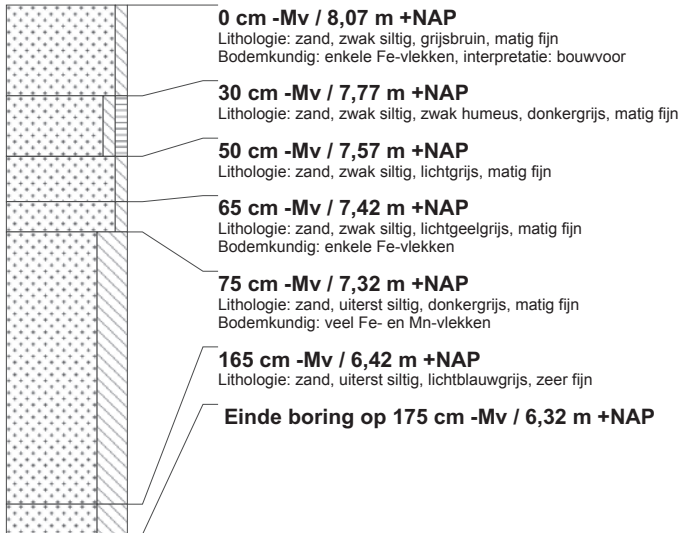 0 cm -Mv / 8,07 m +NAP
Lithologie: zand, zwak siltig, grijsbruin, matig fijn
Bodemkundig: enkele Fe-vlekken, interpretatie: bouwvoor
30 cm -Mv / 7,77 m +NAP
Lithologie: zand, zwak siltig, zwak humeus, donkergrijs, matig fijn
50 cm -Mv / 7,57 m +NAP
Lithologie: zand, zwak siltig, lichtgrijs, matig fijn
65 cm -Mv / 7,42 m +NAP
Lithologie: zand, zwak siltig, lichtgeelgrijs, matig fijn
Bodemkundig: enkele Fe-vlekken
75 cm -Mv / 7,32 m +NAP
Lithologie: zand, uiterst siltig, donkergrijs, matig fijn
Bodemkundig: veel Fe- en Mn-vlekken
165 cm -Mv / 6,42 m +NAP
Lithologie: zand, uiterst siltig, lichtblauwgrijs, zeer fijn
Einde boring op 175 cm -Mv / 6,32 m +NAP